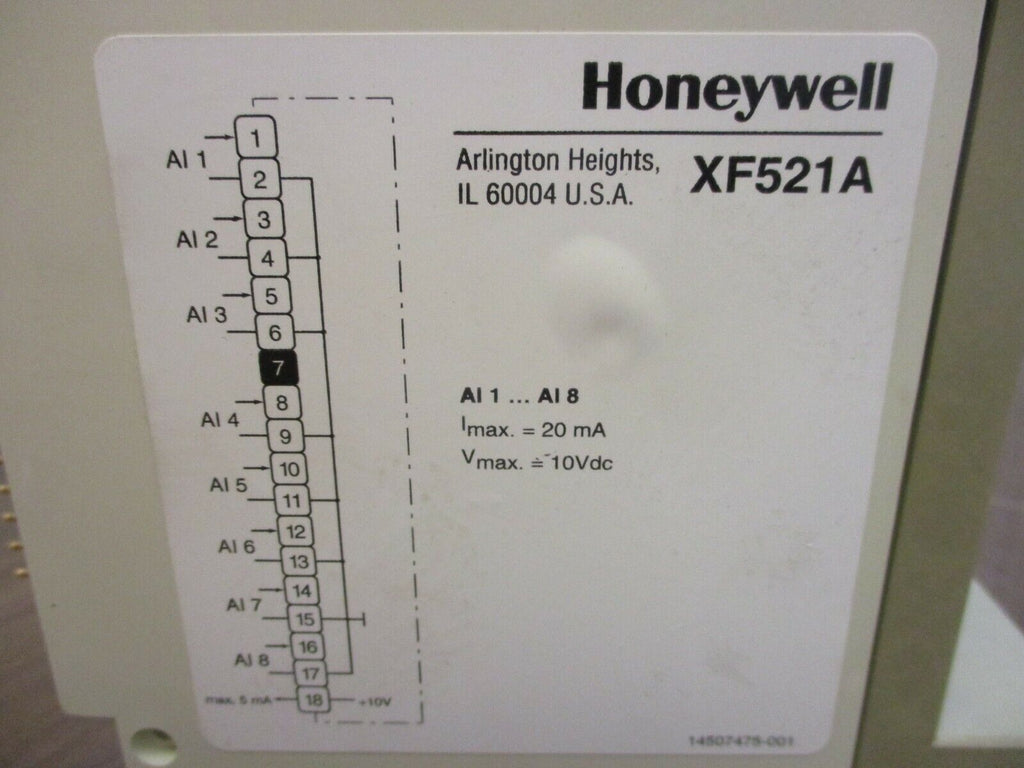 Honeywell
Arlington Heights,
IL 60004 U.S.A.
XF521A
1
AI 1
2
3
AI 2
4
5
AI 3
6
7
8
AI 4
9
10
AI 5
11
12
AI 6
13
14
AI 7
15
16
AI 8
17
max. 5 mA 18 +10V
AI 1 ... AI 8
Imax. = 20 mA
Vmax. = 10Vdc
14507475-001